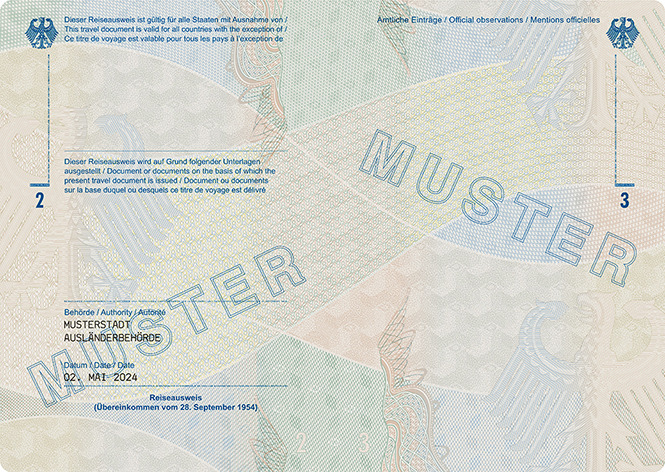 Dieser Reiseausweis ist gültig für alle Staaten mit Ausnahme von /
This travel document is valid for all countries with the exception of /
Ce titre de voyage est valable pour tous les pays à l'exception de
Amtliche Einträge / Official observations / Mentions officielles
Dieser Reiseausweis wird auf Grund folgender Unterlagen
ausgestellt / Document or documents on the basis of which the
present travel document is issued / Document ou documents
sur la base duquel ou desqueis ce titre de voyage est délivré
2
3
MUSTER
MUSTER
Behörde / Authority / Autorité
MUSTERSTADT
AUSLÄNDERBEHÖRDE
Datum / Date / Date
02. MAI 2024
Reiseausweis
(Übereinkommen vom 28. September 1954)
2 - 3